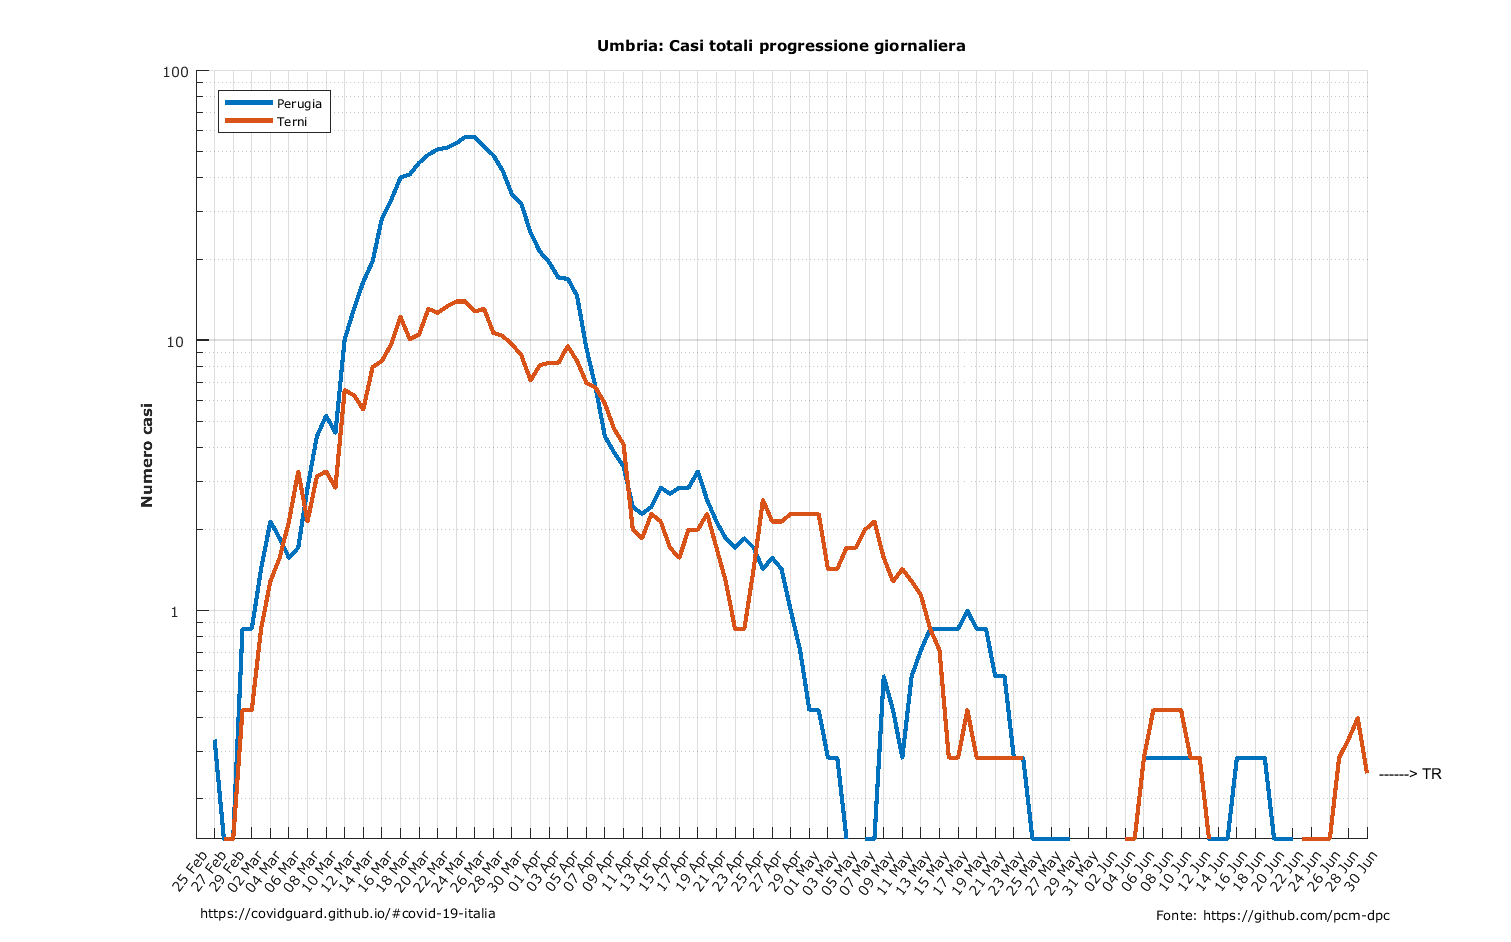 Umbria: Casi totali progressione giornaliera
100
10
1
Numero casi
Perugia
Terni
------> TR
25 Feb
27 Feb
29 Feb
02 Mar
04 Mar
06 Mar
08 Mar
10 Mar
12 Mar
14 Mar
16 Mar
18 Mar
20 Mar
22 Mar
24 Mar
26 Mar
28 Mar
30 Mar
01 Apr
03 Apr
05 Apr
07 Apr
09 Apr
11 Apr
13 Apr
15 Apr
17 Apr
19 Apr
21 Apr
23 Apr
25 Apr
27 Apr
29 Apr
01 May
03 May
05 May
07 May
09 May
11 May
13 May
15 May
17 May
19 May
21 May
23 May
25 May
27 May
29 May
31 May
02 Jun
04 Jun
06 Jun
08 Jun
10 Jun
12 Jun
14 Jun
16 Jun
18 Jun
20 Jun
22 Jun
24 Jun
26 Jun
28 Jun
30 Jun
https://covidguard.github.io/#covid-19-italia
Fonte: https://github.com/pcm-dpc